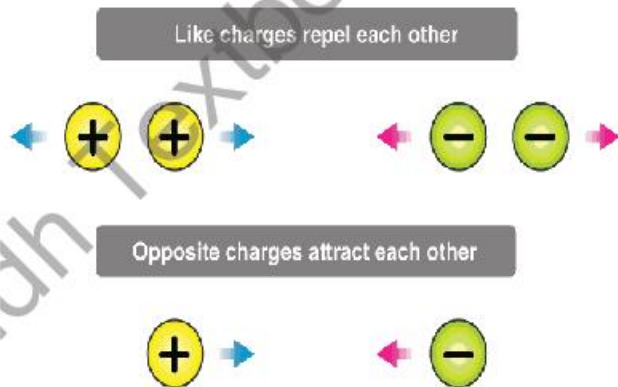 Like charges repel each other
+ + - -
Opposite charges attract each other
+ -